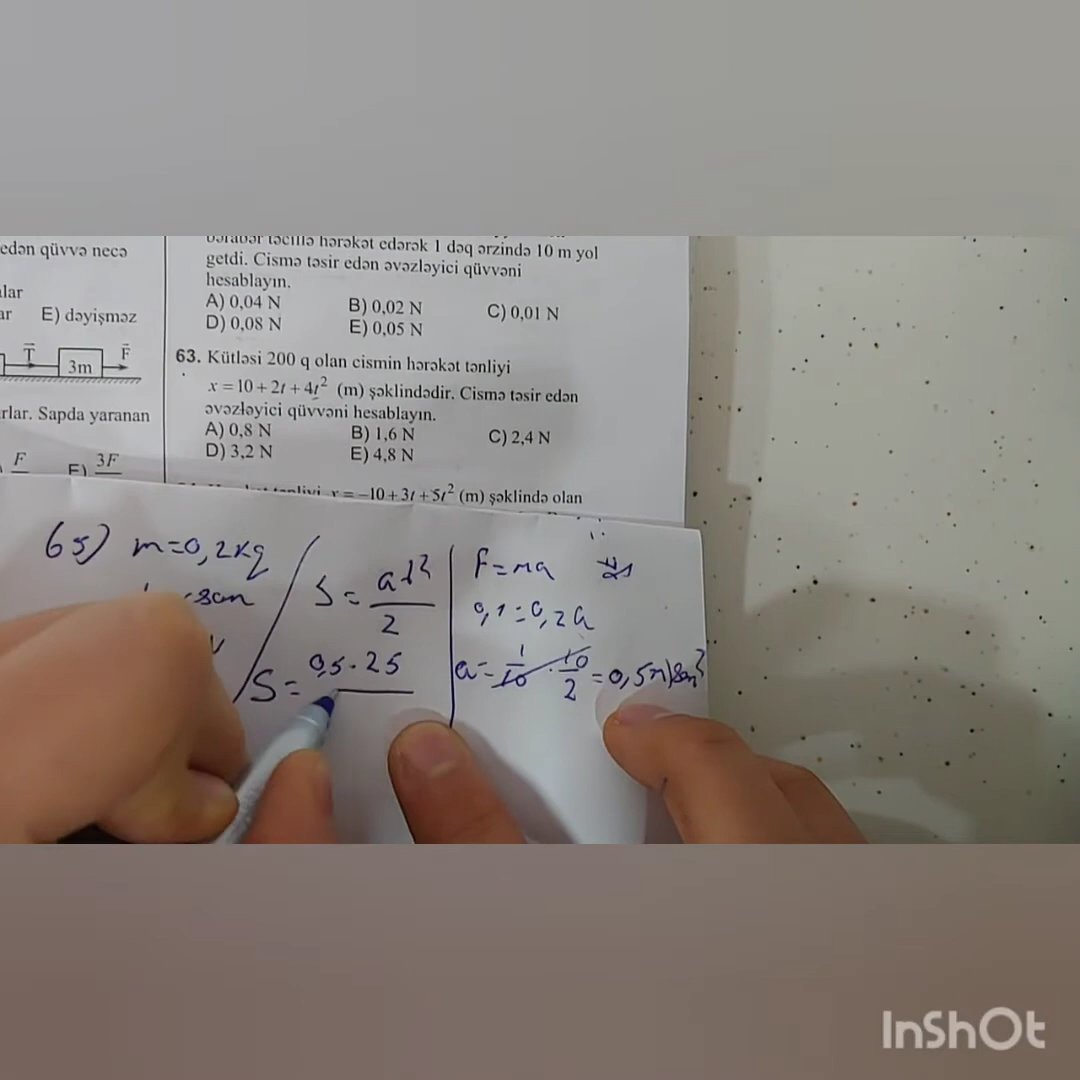 edən qüvvə necə
lar
ar E) dəyişməz
T 3m F
rlar. Sapda yaranan
F E) 3F
bərabər təcillə hərəkət edərək 1 dəq ərzində 10 m yol
getdi. Cismə təsir edən əvəzləyici qüvvəni
hesablayın.
A) 0,04 N B) 0,02 N C) 0,01 N
D) 0,08 N E) 0,05 N
63. Kütləsi 200 q olan cismin hərəkət tənliyi
x = 10 + 2t + 4t² (m) şəklindədir. Cismə təsir edən
əvəzləyici qüvvəni hesablayın.
A) 0,8 N B) 1,6 N C) 2,4 N
D) 3,2 N E) 4,8 N
x = –10 + 3t + 5t² (m) şəklində olan
65) m=0,2kq
san
S = at²/2
S = 0,5·25
F=ma
0,1=0,2a
a = 1/10 · 10/2 = 0,5m/san²
InShOt